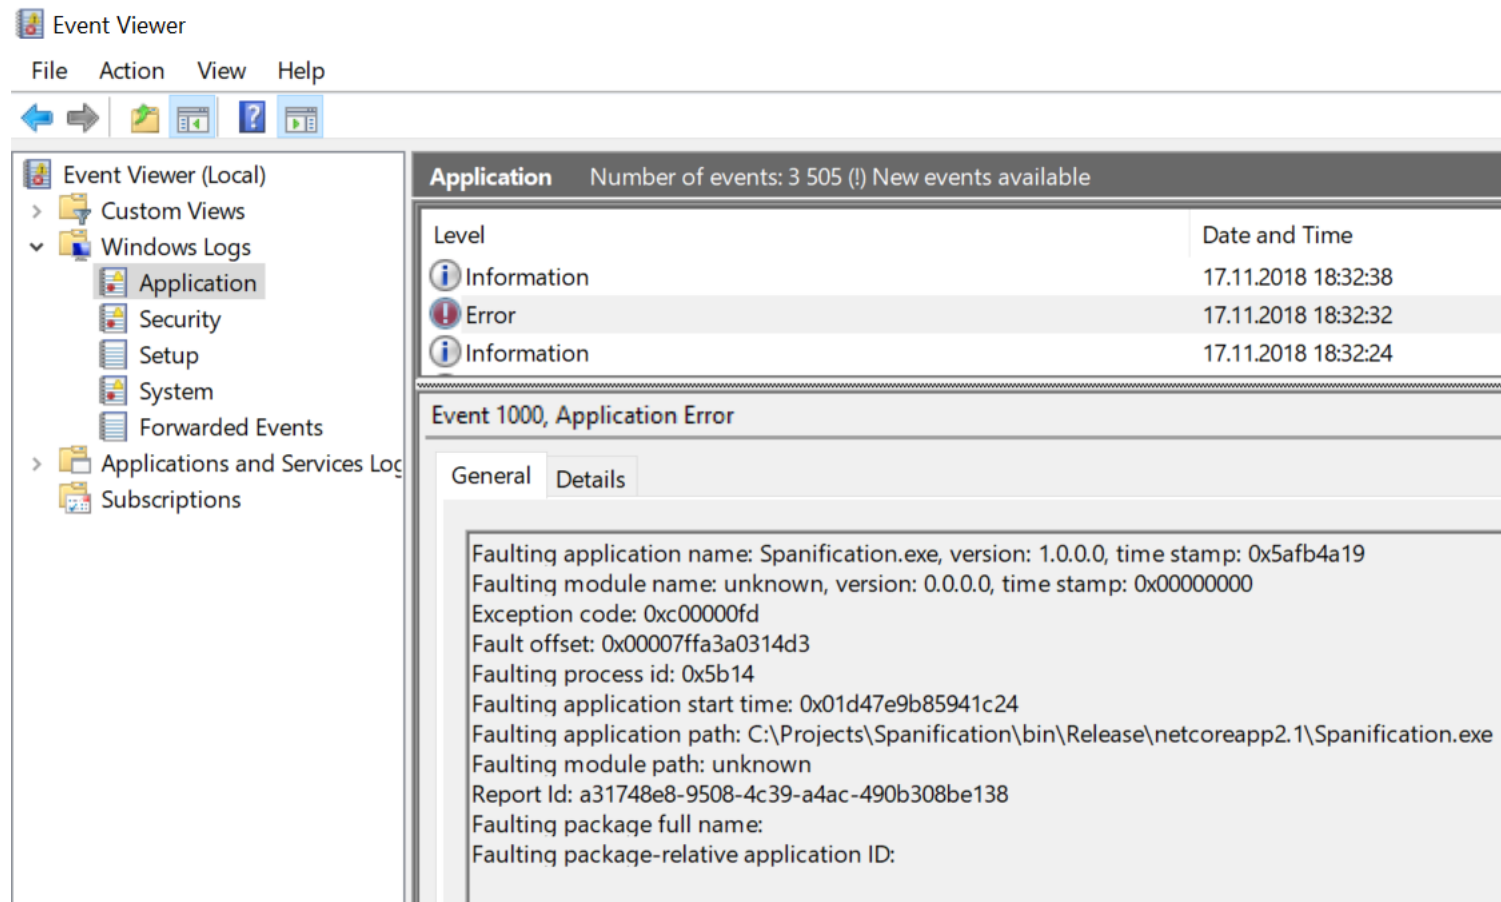 Event Viewer
File Action View Help
Event Viewer (Local)
Custom Views
Windows Logs
Application
Security
Setup
System
Forwarded Events
Applications and Services Log
Subscriptions
Application Number of events: 3 505 (!) New events available
Level Date and Time
Information 17.11.2018 18:32:38
Error 17.11.2018 18:32:32
Information 17.11.2018 18:32:24
Event 1000, Application Error
General Details
Faulting application name: Spanification.exe, version: 1.0.0.0, time stamp: 0x5afb4a19
Faulting module name: unknown, version: 0.0.0.0, time stamp: 0x00000000
Exception code: 0xc00000fd
Fault offset: 0x00007ffa3a0314d3
Faulting process id: 0x5b14
Faulting application start time: 0x01d47e9b85941c24
Faulting application path: C:\Projects\Spanification\bin\Release\netcoreapp2.1\Spanification.exe
Faulting module path: unknown
Report Id: a31748e8-9508-4c39-a4ac-490b308be138
Faulting package full name:
Faulting package-relative application ID: